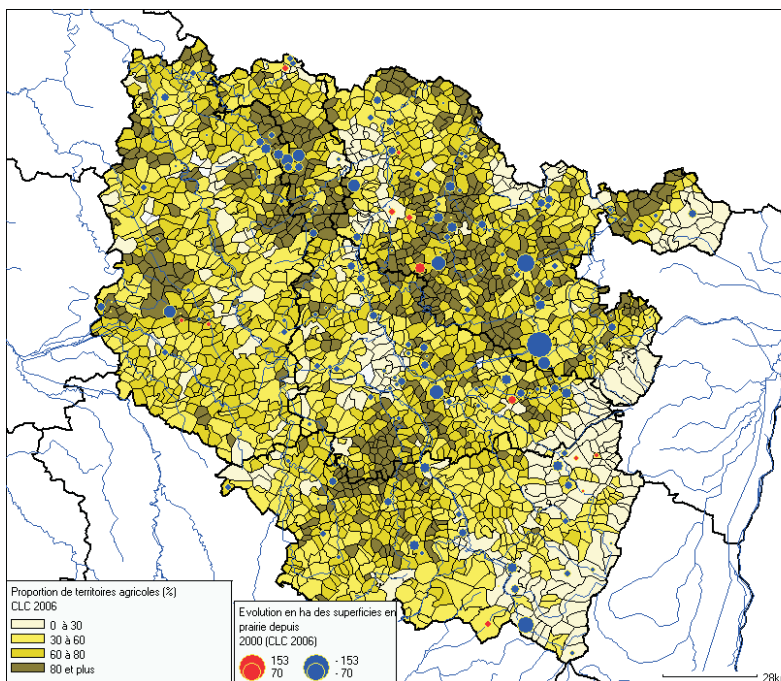 Proportion de territoires agricoles (%)
CLC 2006
0 à 30
30 à 60
60 à 80
80 et plus
Evolution en ha des superficies en
prairie depuis
2000 (CLC 2006)
153
70
- 153
- 70